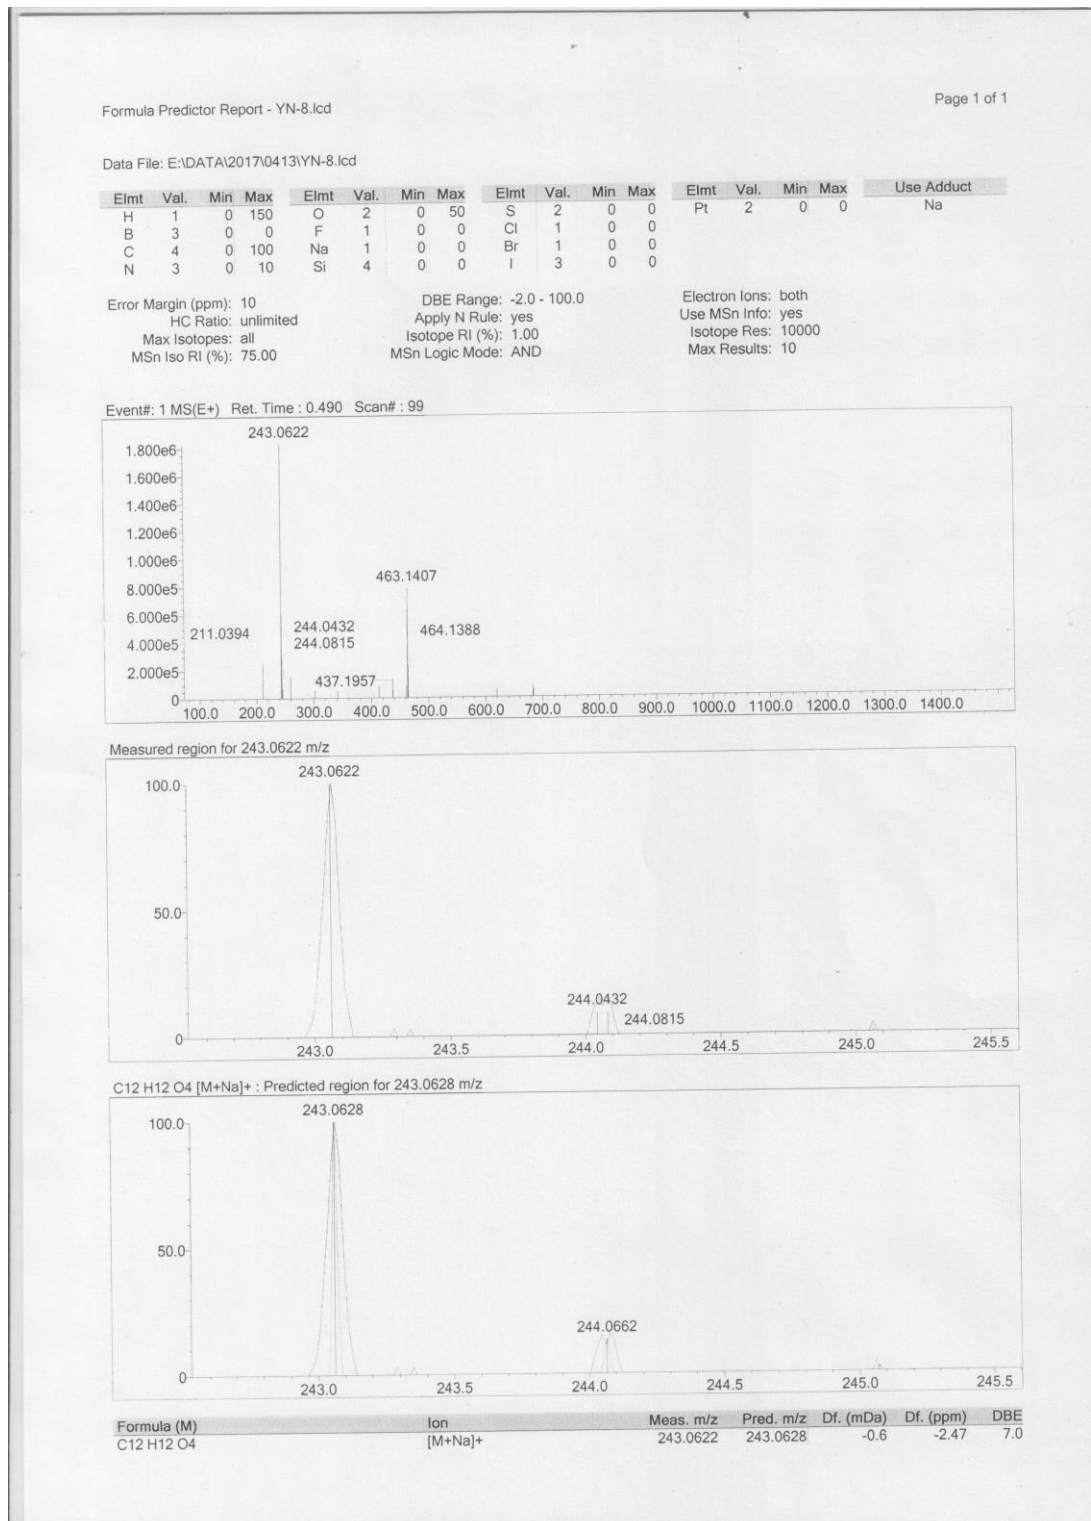 Formula Predictor Report - YN-8.lcd Page 1 of 1
Data File: E:\DATA\2017\0413\YN-8.lcd
Elmt Val. Min Max Elmt Val. Min Max Elmt Val. Min Max Elmt Val. Min Max Use Adduct
H 1 0 150 O 2 0 50 S 2 0 0 Pt 2 0 0 Na
B 3 0 0 F 1 0 0 Cl 1 0 0
C 4 0 100 Na 1 0 0 Br 1 0 0
N 3 0 10 Si 4 0 0 I 3 0 0
Error Margin (ppm): 10 DBE Range: -2.0 - 100.0 Electron Ions: both
HC Ratio: unlimited Apply N Rule: yes Use MSn Info: yes
Max Isotopes: all Isotope RI (%): 1.00 Isotope Res: 10000
MSn Iso RI (%): 75.00 MSn Logic Mode: AND Max Results: 10
Event#: 1 MS(E+) Ret. Time : 0.490 Scan# : 99
243.0622
1.800e6
1.600e6
1.400e6
1.200e6
1.000e6
463.1407
8.000e5
6.000e5
211.0394 244.0432 464.1388
4.000e5 244.0815
2.000e5 437.1957
0
100.0 200.0 300.0 400.0 500.0 600.0 700.0 800.0 900.0 1000.0 1100.0 1200.0 1300.0 1400.0
Measured region for 243.0622 m/z
243.0622
100.0
50.0
244.0432
244.0815
0
243.0 243.5 244.0 244.5 245.0 245.5
C12 H12 O4 [M+Na]+ : Predicted region for 243.0628 m/z
243.0628
100.0
50.0
244.0662
0
243.0 243.5 244.0 244.5 245.0 245.5
Formula (M) Ion Meas. m/z Pred. m/z Df. (mDa) Df. (ppm) DBE
C12 H12 O4 [M+Na]+ 243.0622 243.0628 -0.6 -2.47 7.0